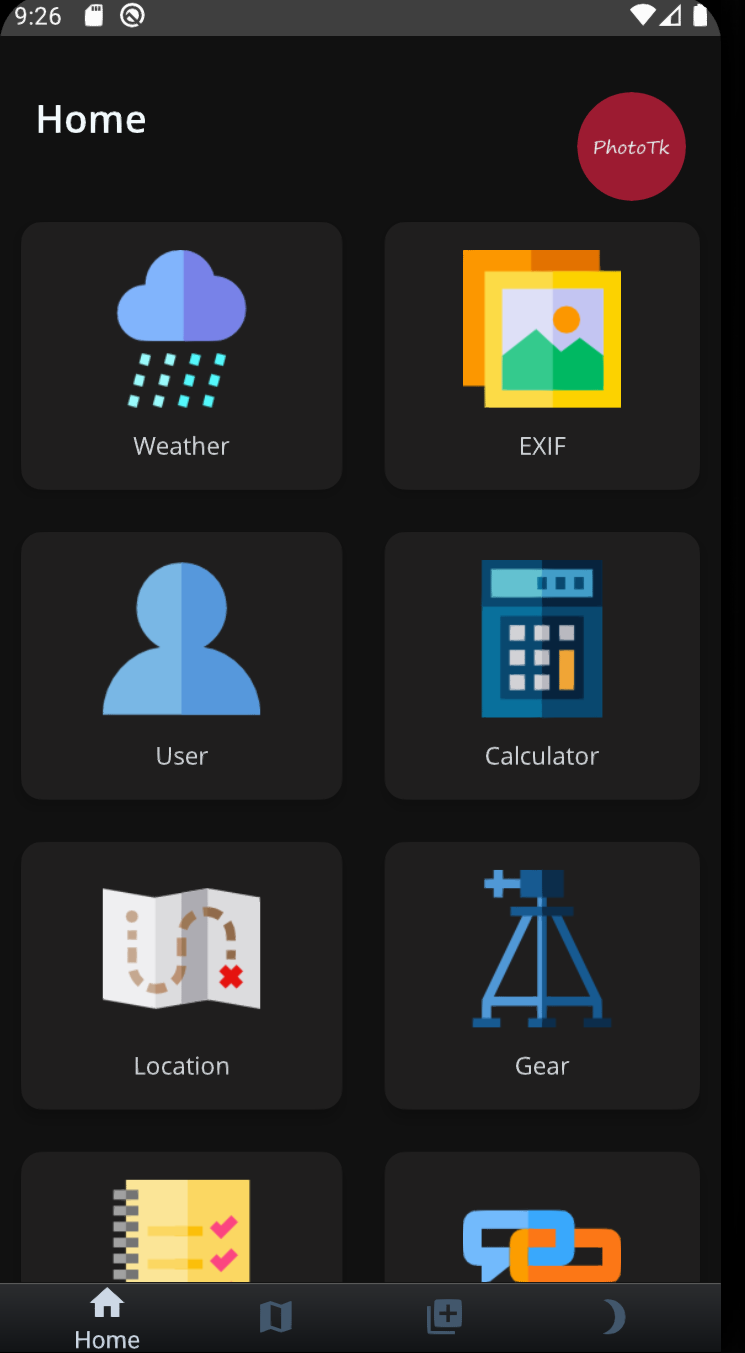 9:26
Home
PhotoTk
Weather
EXIF
User
Calculator
Location
Gear
Home